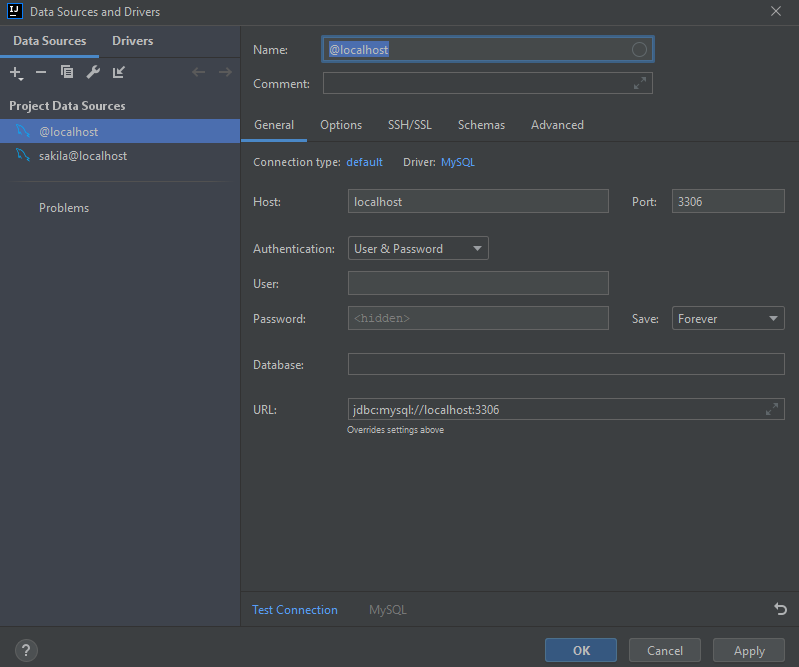 IJ
Data Sources and Drivers
Data Sources
Drivers
Project Data Sources
@localhost
sakila@localhost
Problems
Name:
@localhost
Comment:
General
Options
SSH/SSL
Schemas
Advanced
Connection type: default
Driver: MySQL
Host:
localhost
Port:
3306
Authentication:
User & Password
User:
Password:
<hidden>
Save:
Forever
Database:
URL:
jdbc:mysql://localhost:3306
Overrides settings above
Test Connection
MySQL
?
OK
Cancel
Apply